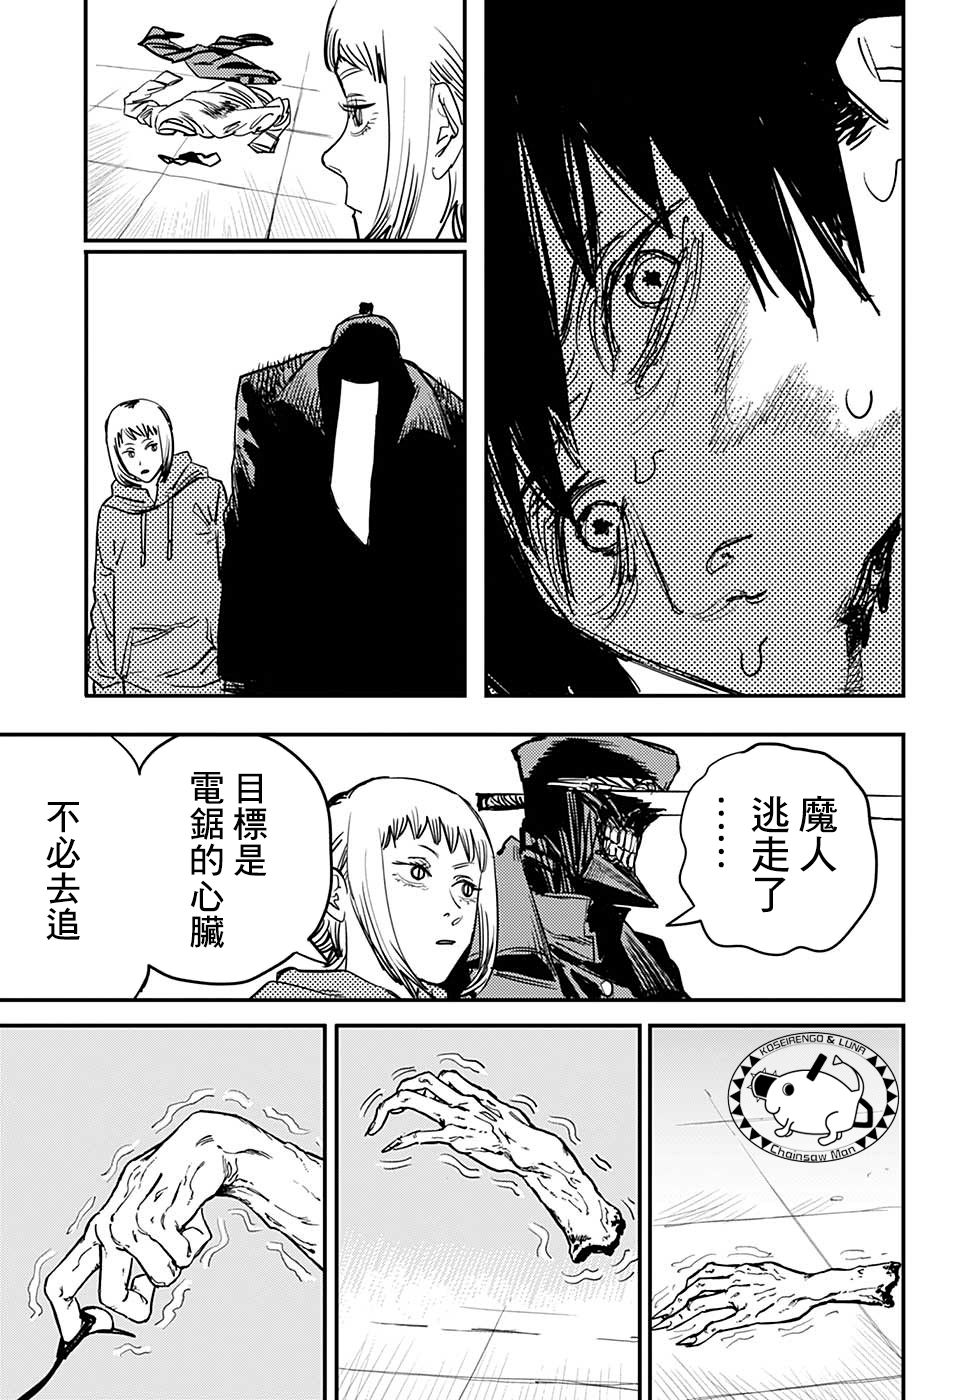 魔人
逃走了
……
目標是
電鋸的心臟
不必去追
KOSEIRENGO & LUNA
Chainsaw Man